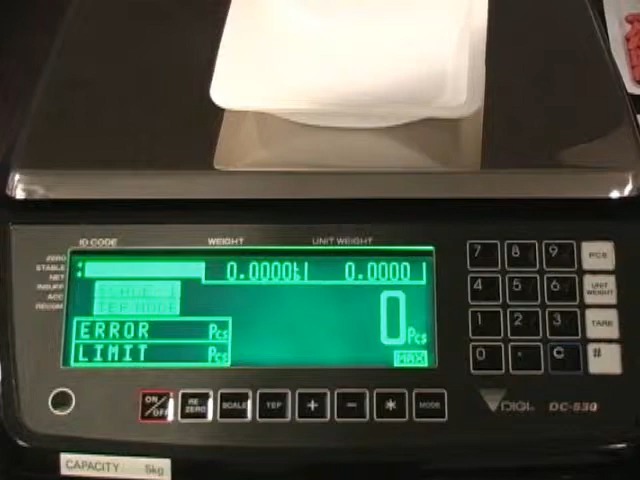 ID CODE WEIGHT UNIT WEIGHT
ZERO
STABLE
NET
INSUFF
ACC
RECOM
0.0000 0.0000
0 Pcs
ERROR Pcs
LIMIT Pcs
MAX
7 8 9 PCS
4 5 6 UNIT WEIGHT
1 2 3 TARE
0 . C #
ON/OFF RE ZERO SCALE + - * MODE
DIGI DC-530
CAPACITY 5kg